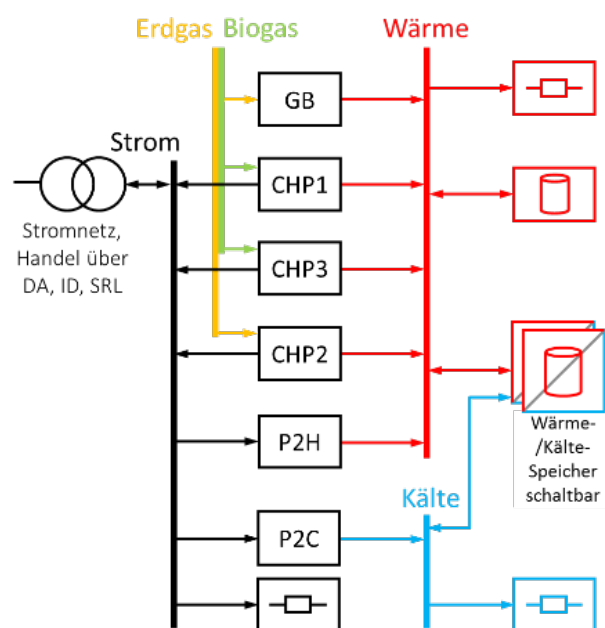 Erdgas Biogas
Wärme
GB
Strom
CHP1
Stromnetz,
Handel über
DA, ID, SRL
CHP3
CHP2
Wärme-
/Kälte-
Speicher
schaltbar
P2H
Kälte
P2C